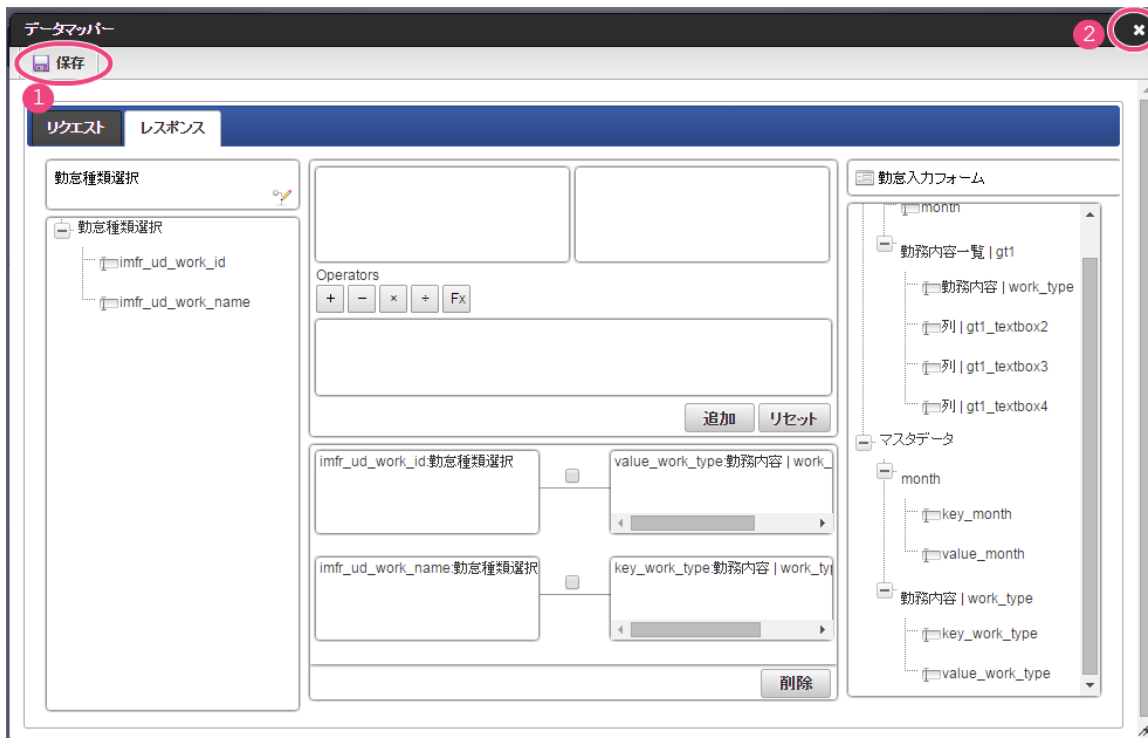 データマッパー
2
保存
1
リクエスト
レスポンス
勤怠種類選択
勤怠種類選択
imfr_ud_work_id
imfr_ud_work_name
Operators
+ − × ÷ Fx
追加 リセット
imfr_ud_work_id:勤怠種類選択
value_work_type:勤務内容 | work_
imfr_ud_work_name:勤怠種類選択
key_work_type:勤務内容 | work_ty
削除
勤怠入力フォーム
month
勤務内容一覧 | gt1
勤務内容 | work_type
列 | gt1_textbox2
列 | gt1_textbox3
列 | gt1_textbox4
マスタデータ
month
key_month
value_month
勤務内容 | work_type
key_work_type
value_work_type